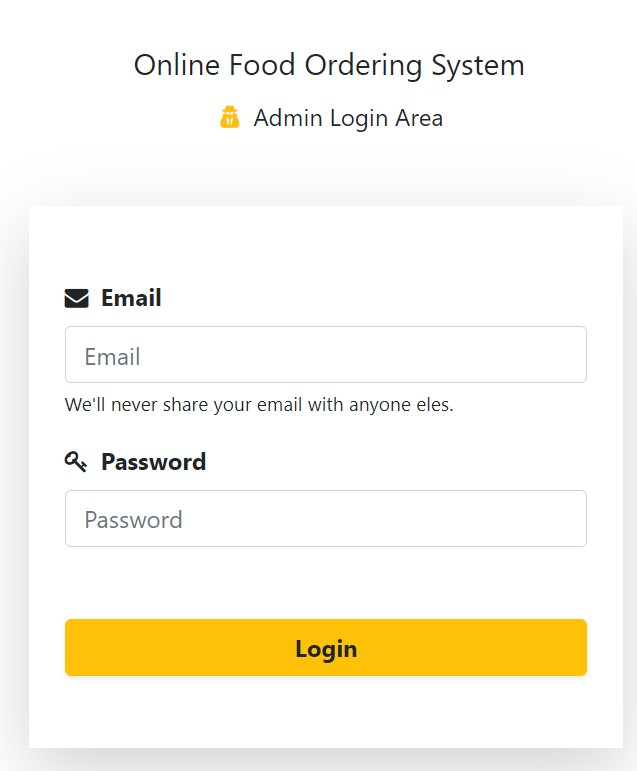 Online Food Ordering System
Admin Login Area
Email
Email
We'll never share your email with anyone eles.
Password
Password
Login